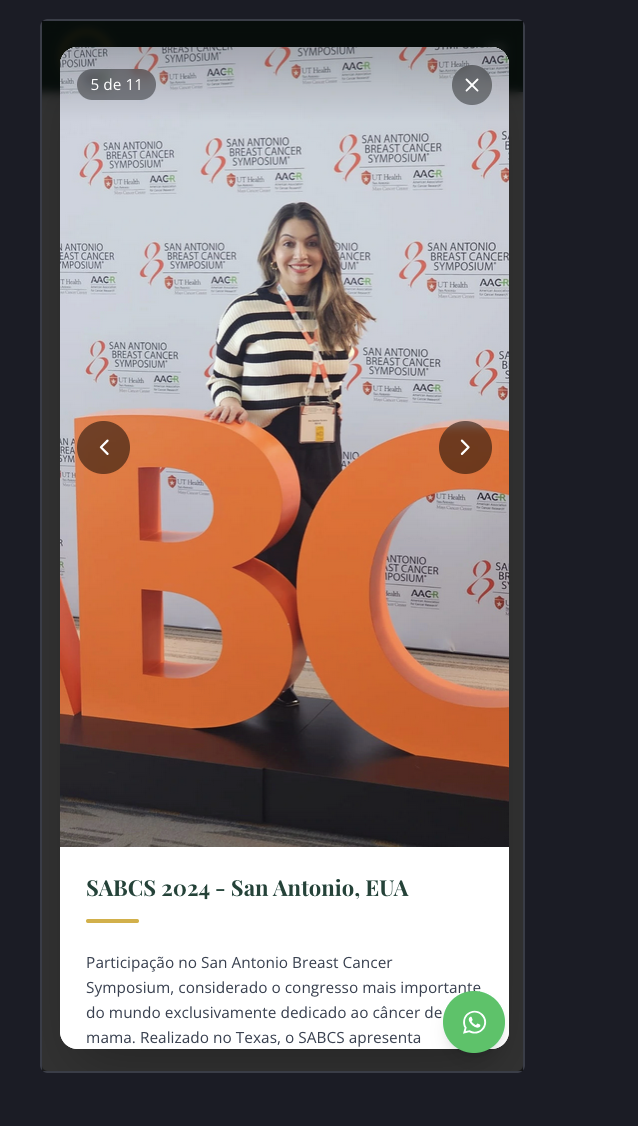 5 de 11
SAN ANTONIO
BREAST CANCER
SYMPOSIUM
UT Health
AACR
BC
SABCS 2024 - San Antonio, EUA
Participação no San Antonio Breast Cancer
Symposium, considerado o congresso mais importante
do mundo exclusivamente dedicado ao câncer de
mama. Realizado no Texas, o SABCS apresenta